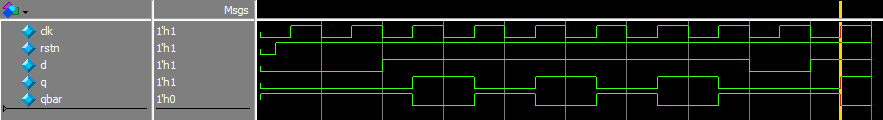 Msgs
clk 1'h1
rstn 1'h1
d 1'h1
q 1'h1
qbar 1'h0